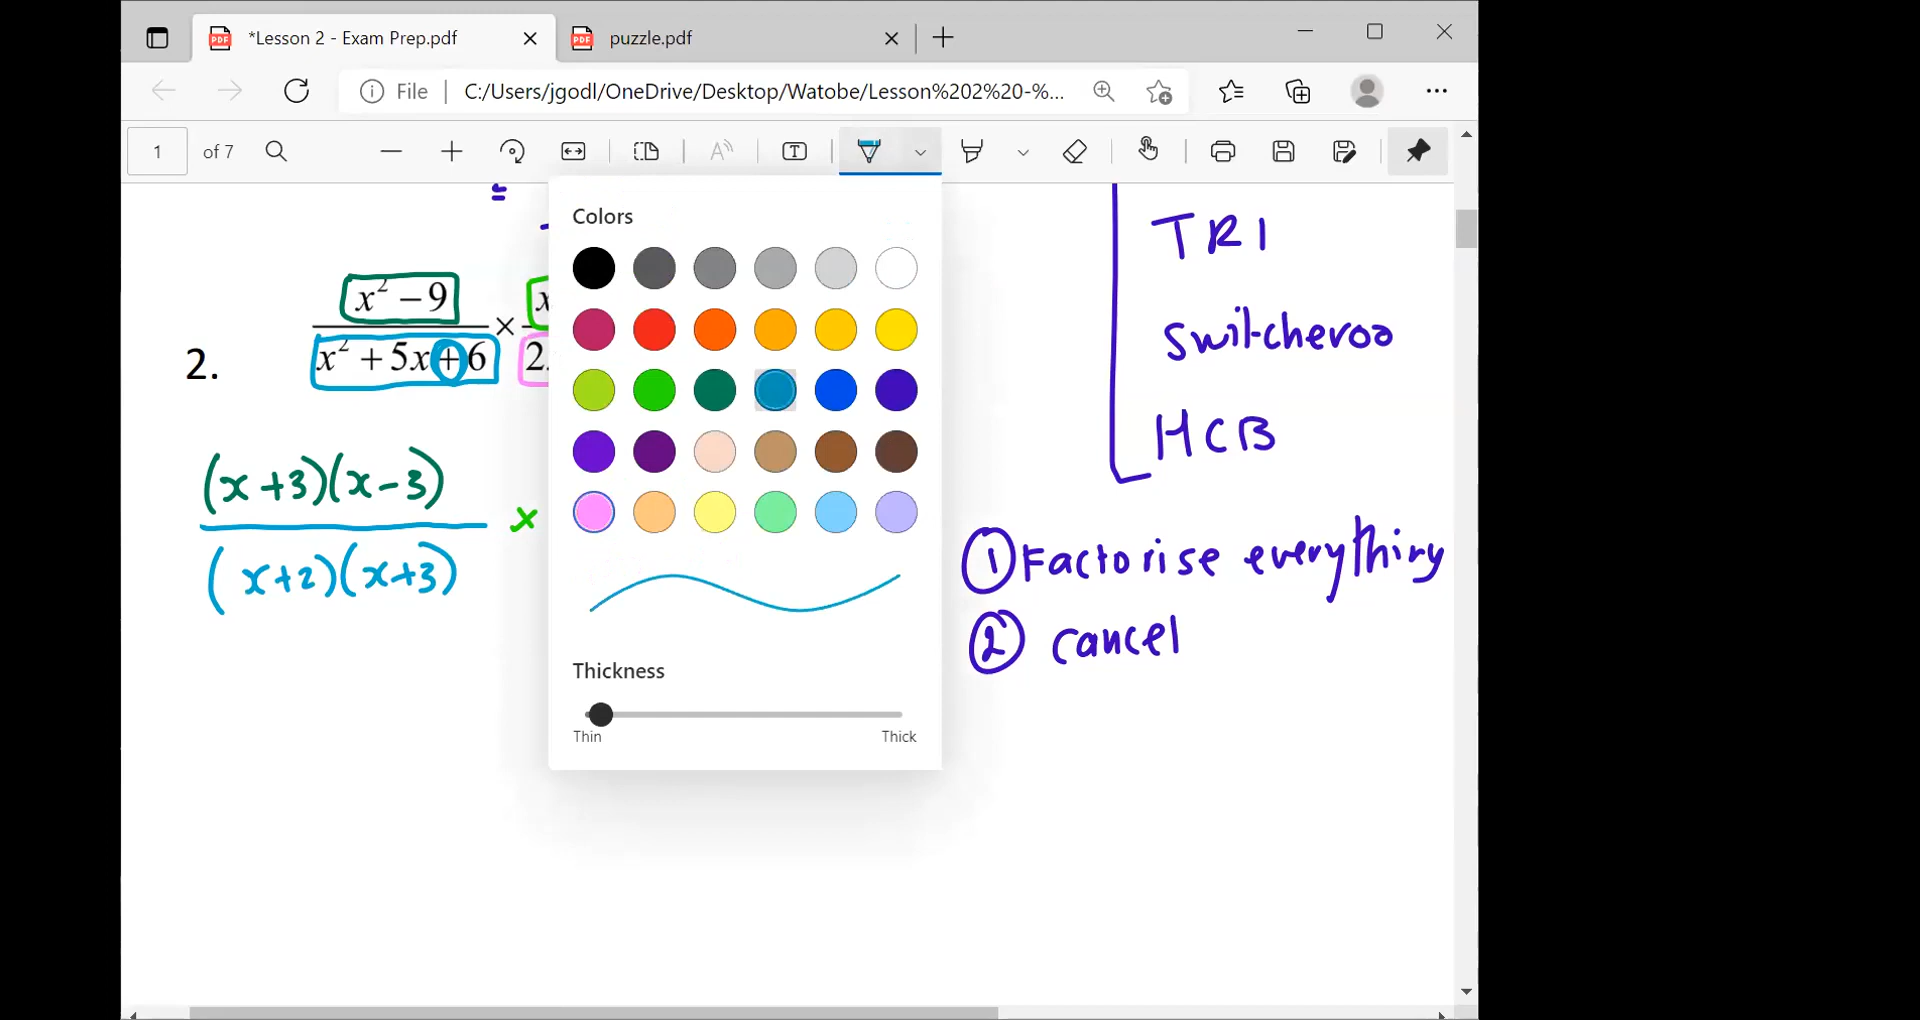 *Lesson 2 - Exam Prep.pdf
puzzle.pdf
File
C:/Users/jgodl/OneDrive/Desktop/Watobe/Lesson%202%20-%...
1 of 7
Colors
TRI
x² − 9
×
x
switcheroo
2.
x² + 5x + 6
2
HCB
(x+3)(x-3)
×
(x+2)(x+3)
① Factorise everything
② cancel
Thickness
Thin
Thick